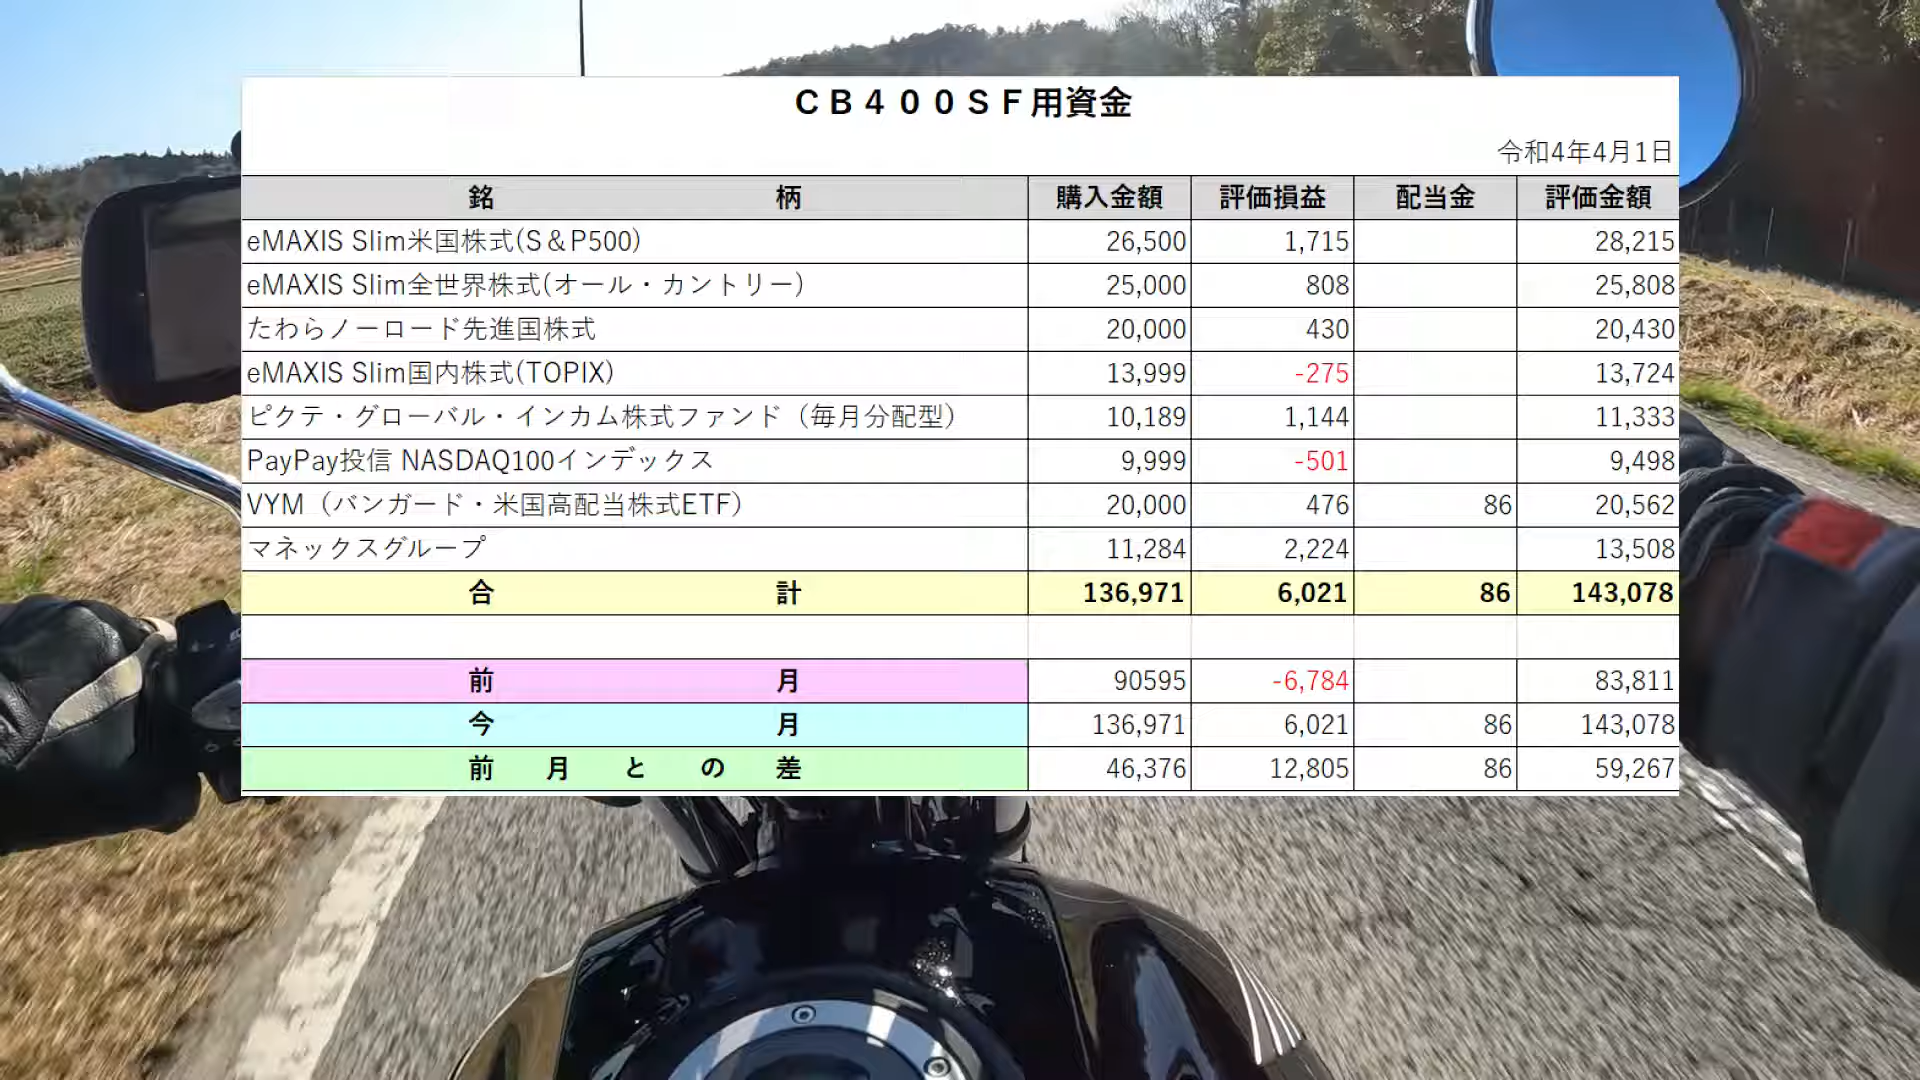 ＣＢ４００ＳＦ用資金
令和4年4月1日
銘柄 購入金額 評価損益 配当金 評価金額
eMAXIS Slim米国株式(S＆P500) 26,500 1,715 28,215
eMAXIS Slim全世界株式(オール・カントリー) 25,000 808 25,808
たわらノーロード先進国株式 20,000 430 20,430
eMAXIS Slim国内株式(TOPIX) 13,999 -275 13,724
ピクテ・グローバル・インカム株式ファンド（毎月分配型） 10,189 1,144 11,333
PayPay投信 NASDAQ100インデックス 9,999 -501 9,498
VYM（バンガード・米国高配当株式ETF） 20,000 476 86 20,562
マネックスグループ 11,284 2,224 13,508
合計 136,971 6,021 86 143,078
前月 90595 -6,784 83,811
今月 136,971 6,021 86 143,078
前月との差 46,376 12,805 86 59,267